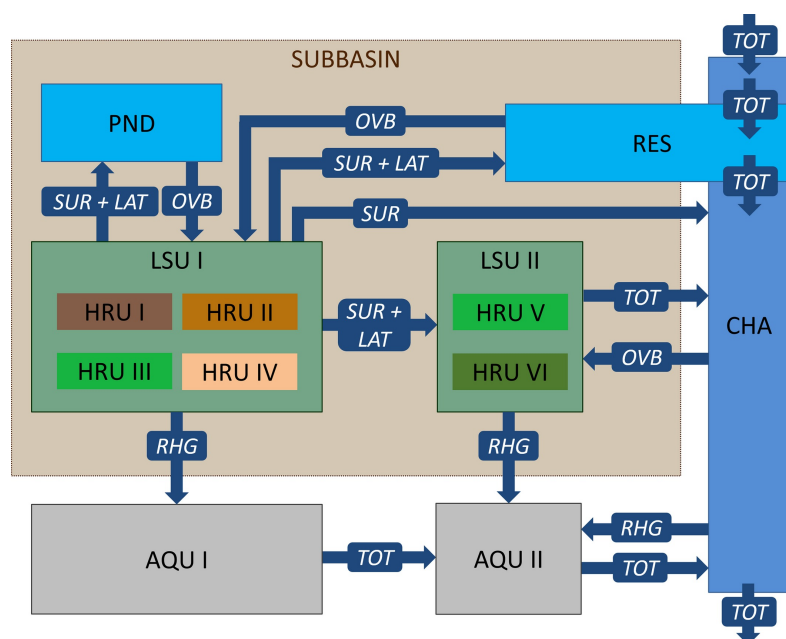 TOT
SUBBASIN
PND
OVB
TOT
RES
SUR + LAT
TOT
SUR + LAT
OVB
SUR
LSU I
LSU II
HRU I
HRU II
SUR +
LAT
HRU V
TOT
CHA
HRU III
HRU IV
HRU VI
OVB
RHG
RHG
AQU I
TOT
AQU II
RHG
TOT
TOT